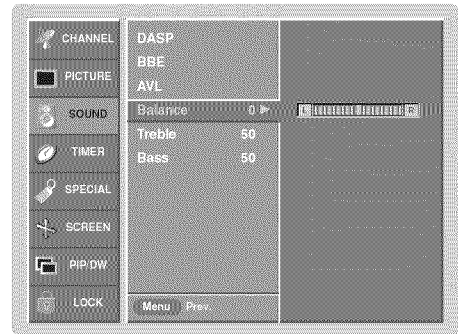 CHANNEL
PICTURE
SOUND
TIMER
SPECIAL
SCREEN
PIP/DW
LOCK
DASP
BBE
AVL
Balance 0
L R
Treble 50
Bass 50
Menu Prev.